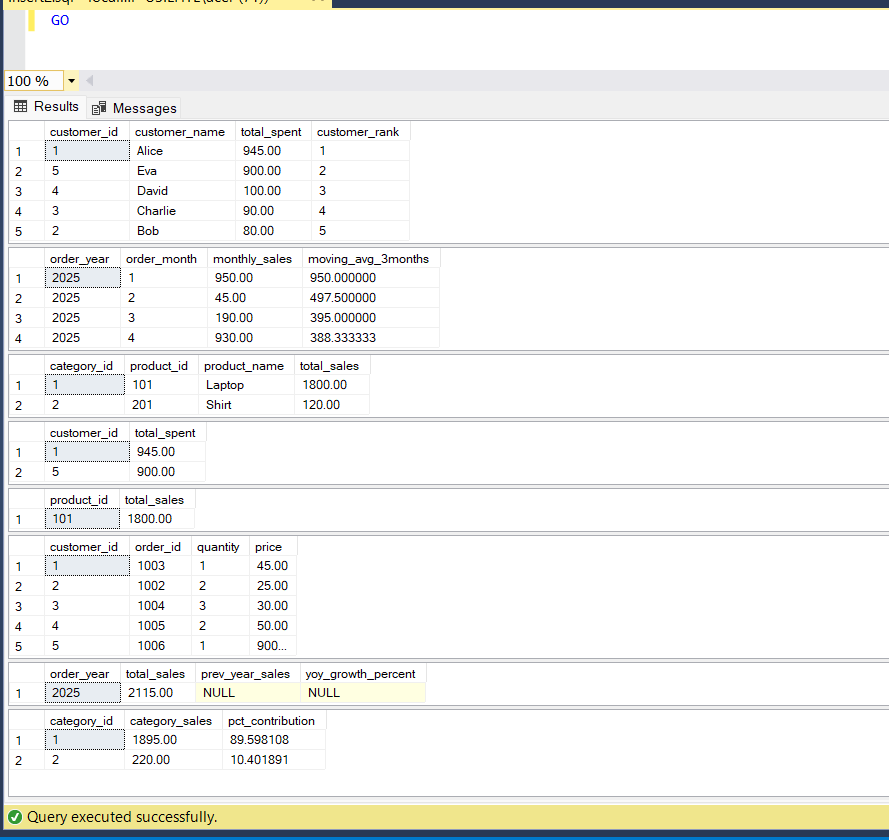 GO
100 %
Results Messages
customer_id customer_name total_spent customer_rank
1 1 Alice 945.00 1
2 5 Eva 900.00 2
3 4 David 100.00 3
4 3 Charlie 90.00 4
5 2 Bob 80.00 5
order_year order_month monthly_sales moving_avg_3months
1 2025 1 950.00 950.000000
2 2025 2 45.00 497.500000
3 2025 3 190.00 395.000000
4 2025 4 930.00 388.333333
category_id product_id product_name total_sales
1 1 101 Laptop 1800.00
2 2 201 Shirt 120.00
customer_id total_spent
1 1 945.00
2 5 900.00
product_id total_sales
1 101 1800.00
customer_id order_id quantity price
1 1 1003 1 45.00
2 2 1002 2 25.00
3 3 1004 3 30.00
4 4 1005 2 50.00
5 5 1006 1 900...
order_year total_sales prev_year_sales yoy_growth_percent
1 2025 2115.00 NULL NULL
category_id category_sales pct_contribution
1 1 1895.00 89.598108
2 2 220.00 10.401891
Query executed successfully.